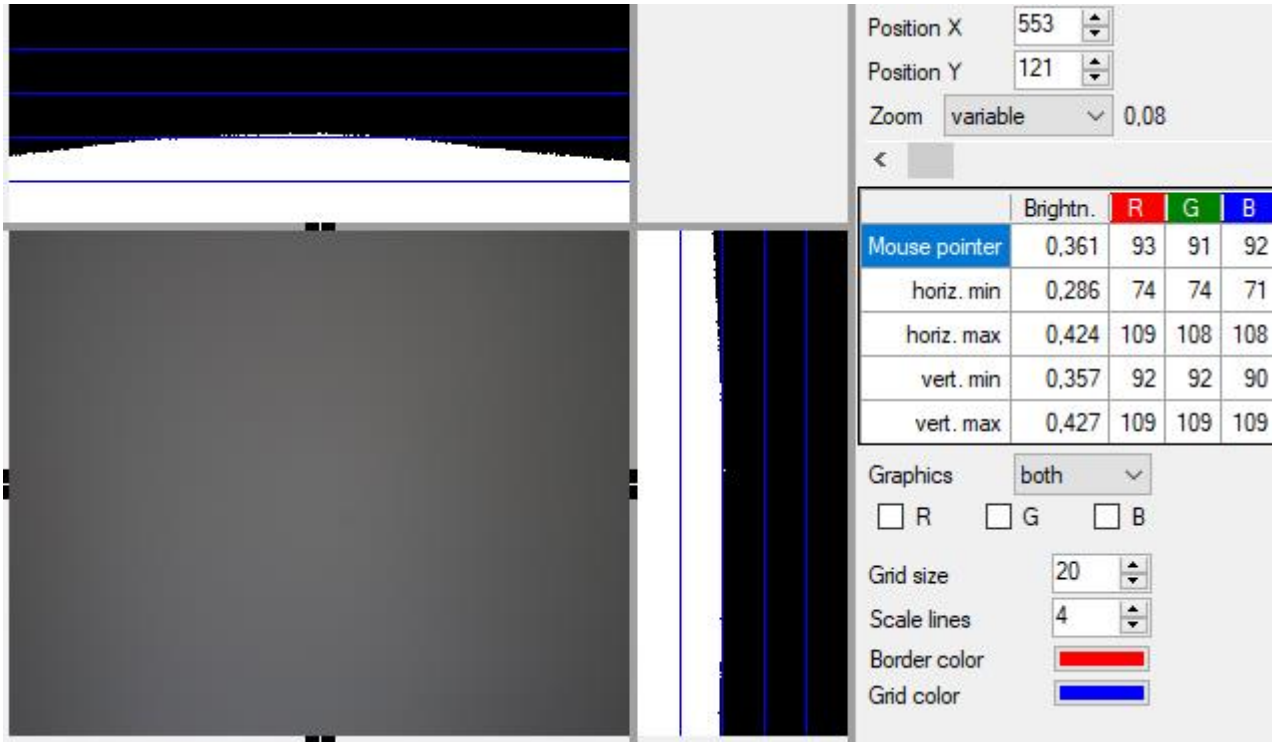 Position X 553
Position Y 121
Zoom variable 0,08
Brightn. R G B
Mouse pointer 0,361 93 91 92
horiz. min 0,286 74 74 71
horiz. max 0,424 109 108 108
vert. min 0,357 92 92 90
vert. max 0,427 109 109 109
Graphics both
R G B
Grid size 20
Scale lines 4
Border color
Grid color